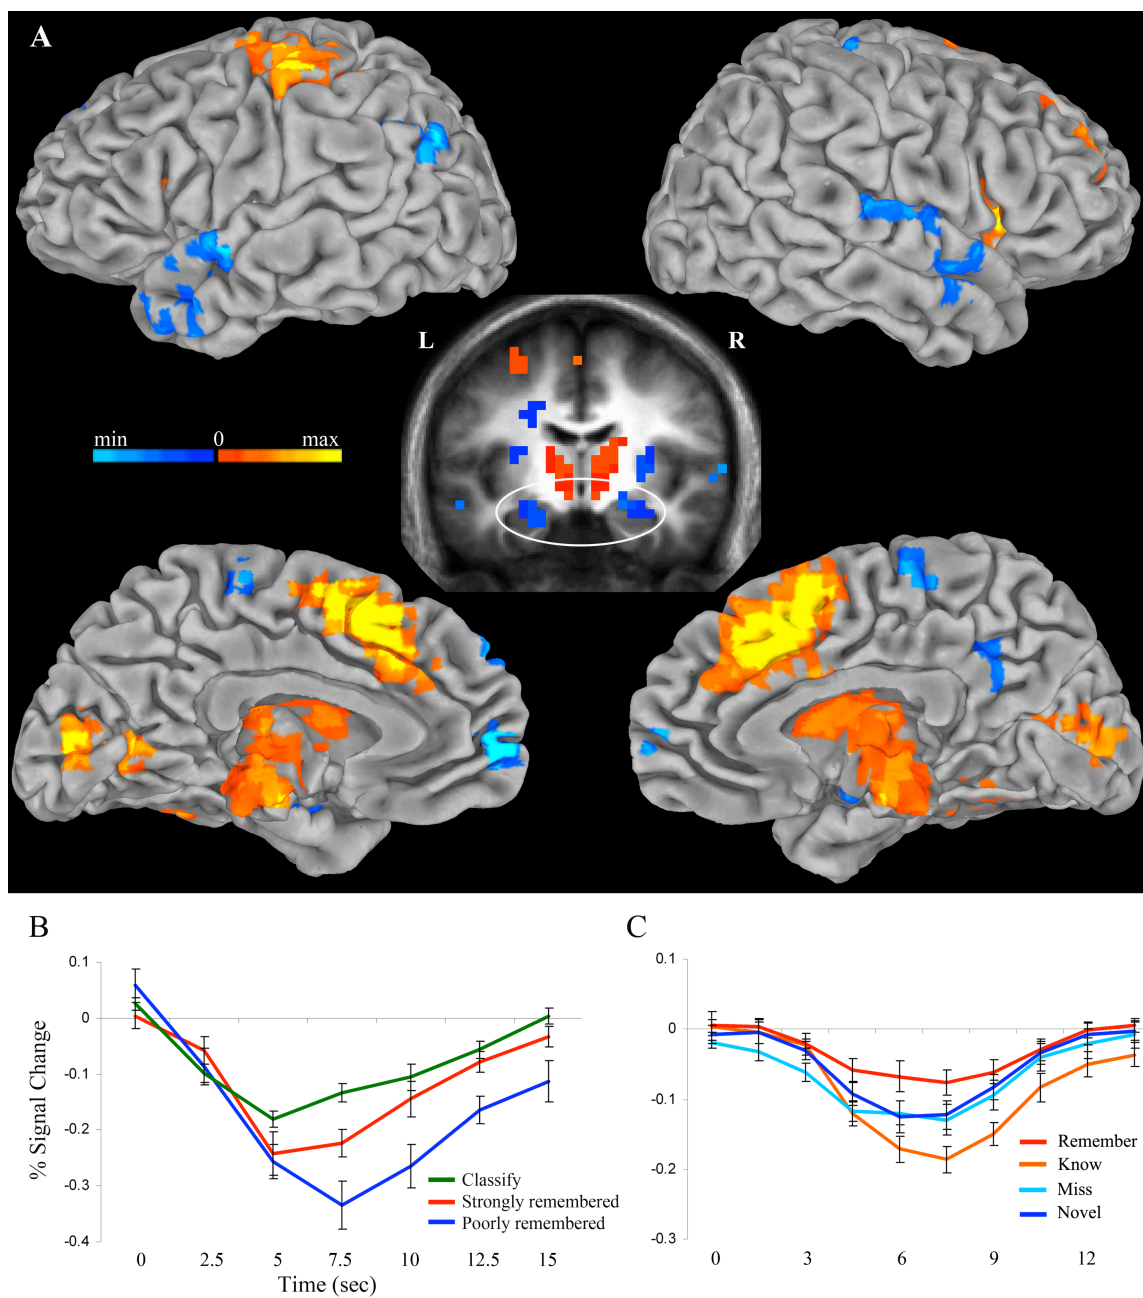 A
L R
min 0 max
B
C
0.1
0
-0.1
-0.2
-0.3
-0.4
% Signal Change
Classify
Strongly remembered
Poorly remembered
0 2.5 5 7.5 10 12.5 15
Time (sec)
0.1
0
-0.1
-0.2
-0.3
Remember
Know
Miss
Novel
0 3 6 9 12